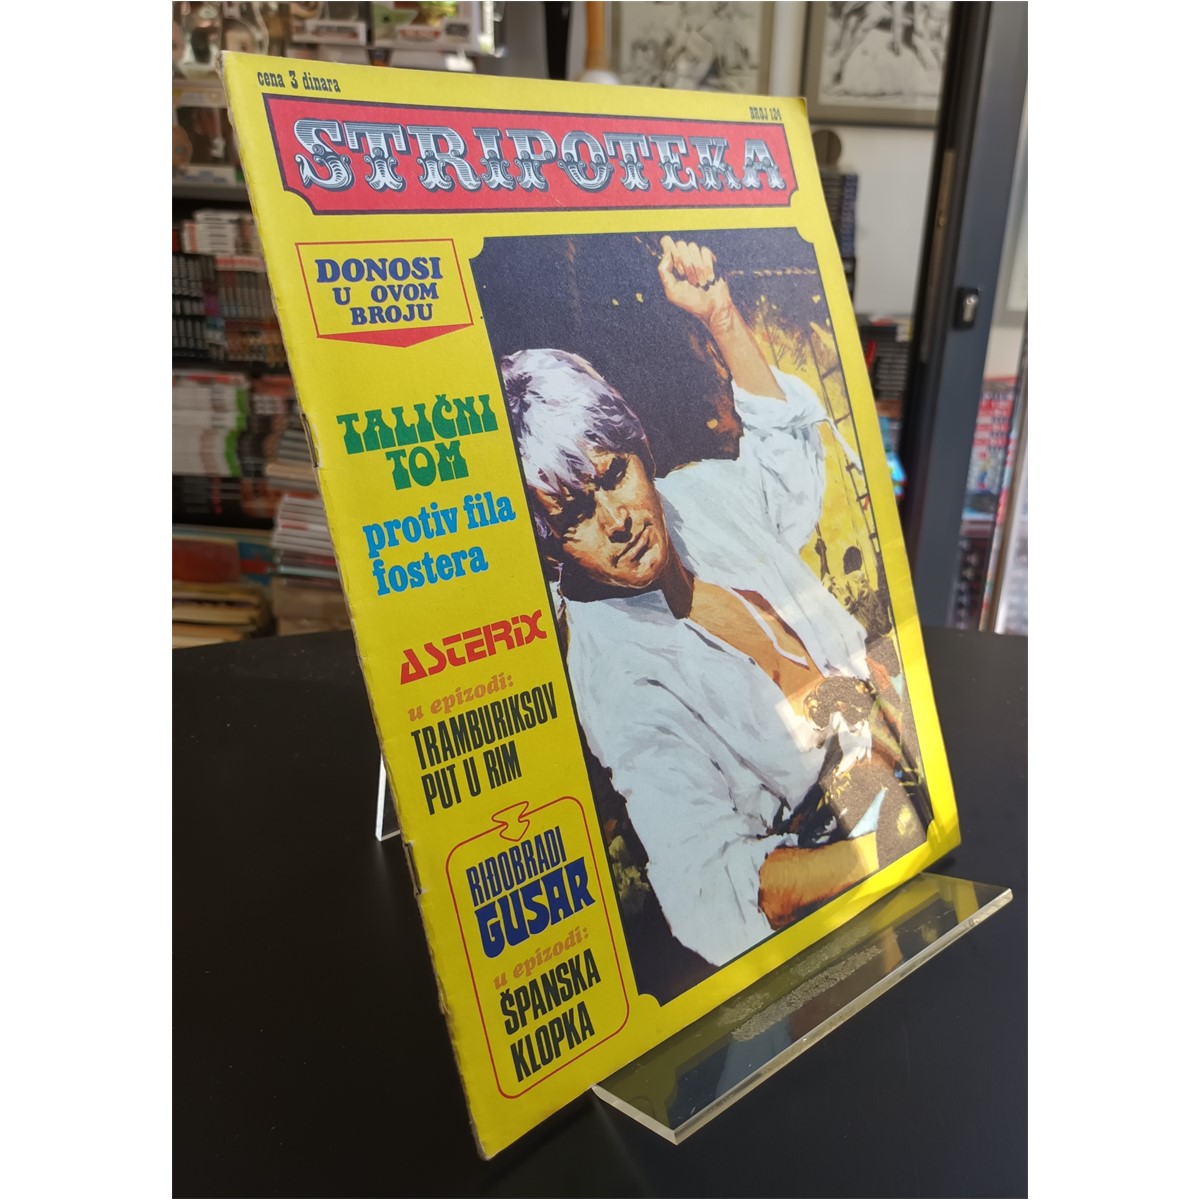 cena 3 dinara
BROJ 124
STRIPOTEKA
DONOSI
U OVOM
BROJU
TALIČNI
TOM
protiv fila
fostera
ASTERIX
u epizodi:
TRAMBURIKSOV
PUT U RIM
RIĐOBRADI
GUSAR
u epizodi:
ŠPANSKA
KLOPKA